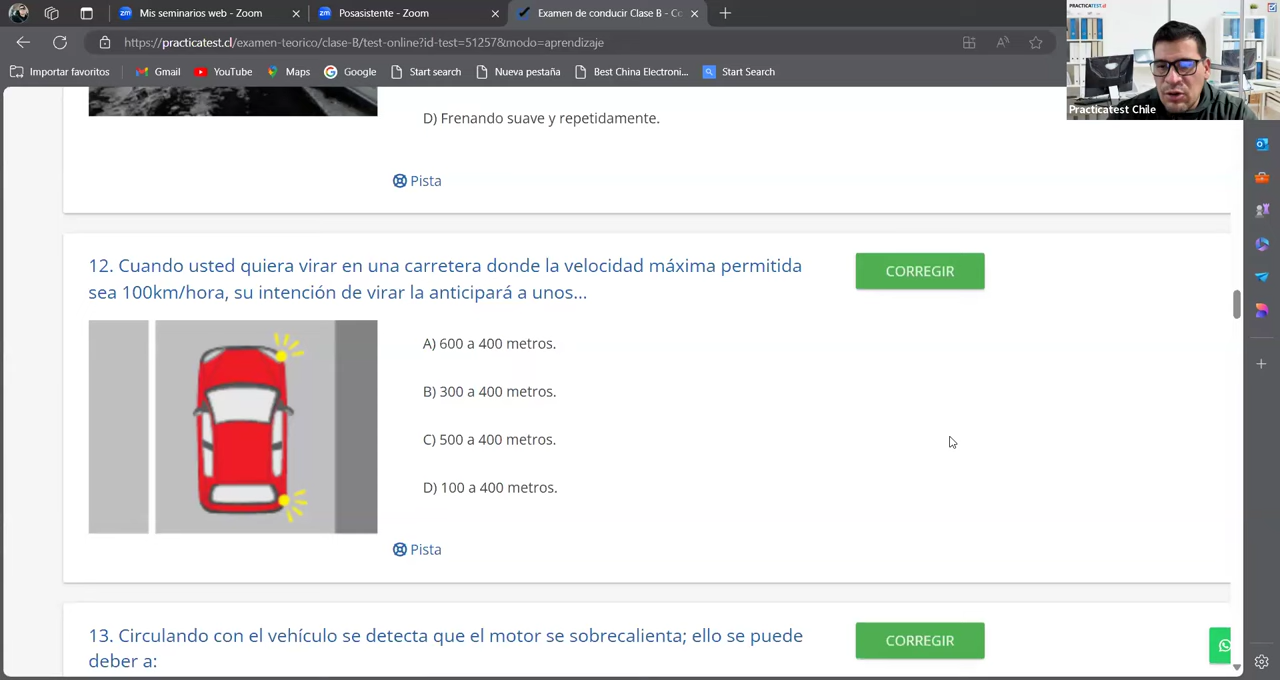 Mis seminarios web - Zoom
Posasistente - Zoom
Examen de conducir Clase B - Co
https://practicatest.cl/examen-teorico/clase-B/test-online?id-test=51257&modo=aprendizaje
Importar favoritos
Gmail
YouTube
Maps
Google
Start search
Nueva pestaña
Best China Electroni...
Start Search
PRACTICATEST.cl
Practicatest Chile
D) Frenando suave y repetidamente.
Pista
12. Cuando usted quiera virar en una carretera donde la velocidad máxima permitida
sea 100km/hora, su intención de virar la anticipará a unos...
CORREGIR
A) 600 a 400 metros.
B) 300 a 400 metros.
C) 500 a 400 metros.
D) 100 a 400 metros.
Pista
13. Circulando con el vehículo se detecta que el motor se sobrecalienta; ello se puede
deber a:
CORREGIR